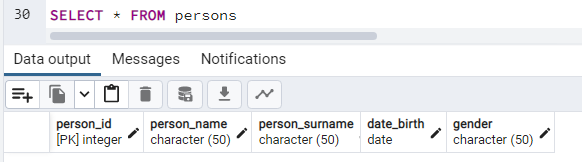 30 SELECT * FROM persons
Data output Messages Notifications
person_id person_name person_surname date_birth gender
[PK] integer character (50) character (50) date character (50)